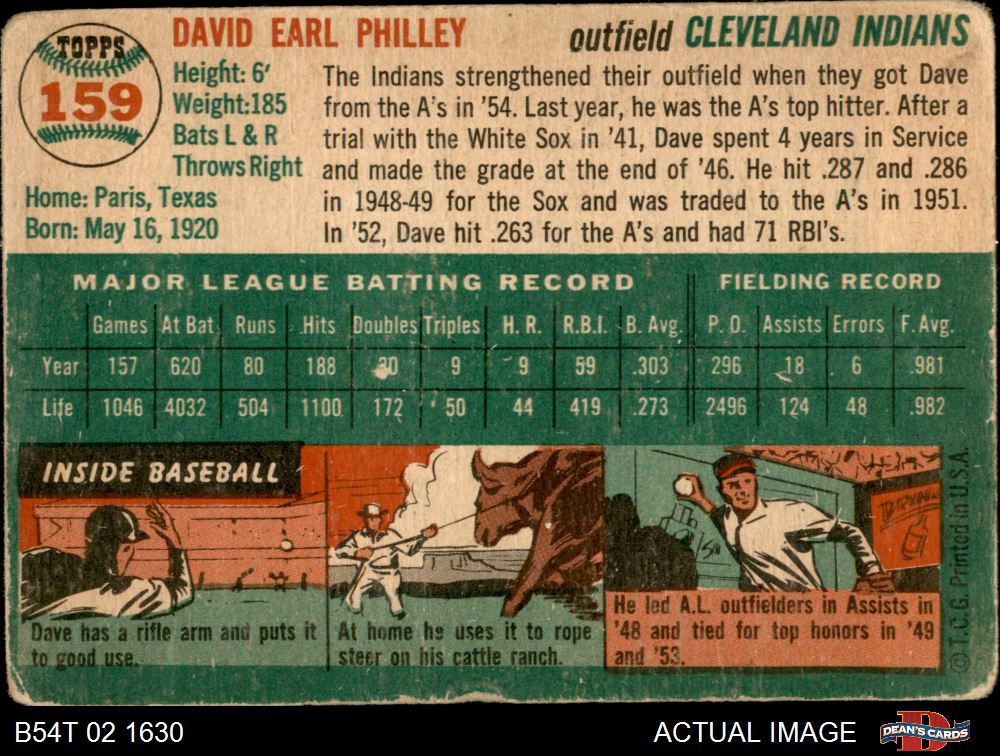 TOPPS
159
DAVID EARL PHILLEY
outfield CLEVELAND INDIANS
Height: 6'
Weight:185
Bats L & R
Throws Right
Home: Paris, Texas
Born: May 16, 1920
The Indians strengthened their outfield when they got Dave
from the A's in '54. Last year, he was the A's top hitter. After a
trial with the White Sox in '41, Dave spent 4 years in Service
and made the grade at the end of '46. He hit .287 and .286
in 1948-49 for the Sox and was traded to the A's in 1951.
In '52, Dave hit .263 for the A's and had 71 RBI's.
MAJOR LEAGUE BATTING RECORD FIELDING RECORD
Games At Bat Runs Hits Doubles Triples H. R. R.B.I. B. Avg. P. O. Assists Errors F. Avg.
Year 157 620 80 188 30 9 9 59 .303 296 18 6 .981
Life 1046 4032 504 1100 172 50 44 419 .273 2496 124 48 .982
INSIDE BASEBALL
Dave has a rifle arm and puts it
to good use.
At home he uses it to rope
steer on his cattle ranch.
He led A.L. outfielders in Assists in
'48 and tied for top honors in '49
and '53.
© T.C.G. Printed in U.S.A.
B54T 02 1630
ACTUAL IMAGE
DEAN'S CARDS